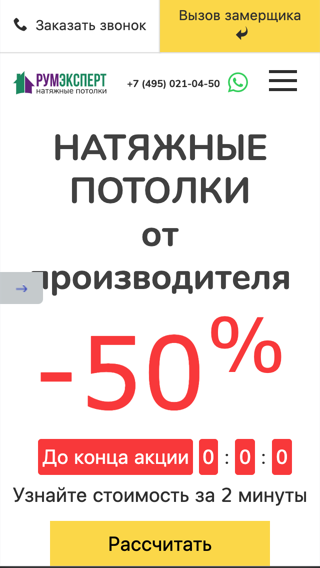 Заказать звонок
Вызов замерщика
РУМЭКСПЕРТ
натяжные потолки
+7 (495) 021-04-50
НАТЯЖНЫЕ
ПОТОЛКИ
от
производителя
-50%
До конца акции 0 : 0 : 0
Узнайте стоимость за 2 минуты
Рассчитать